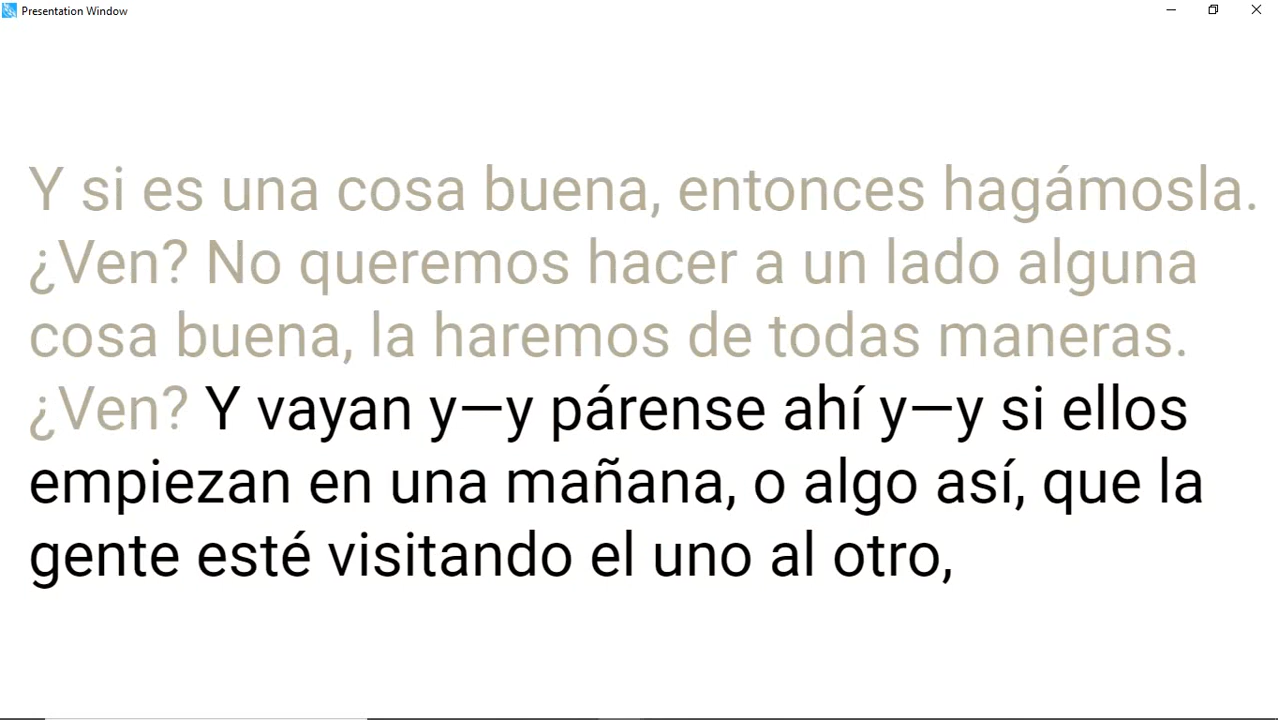 Presentation Window
Y si es una cosa buena, entonces hagámosla.
¿Ven? No queremos hacer a un lado alguna
cosa buena, la haremos de todas maneras.
¿Ven? Y vayan y—y párense ahí y—y si ellos
empiezan en una mañana, o algo así, que la
gente esté visitando el uno al otro,